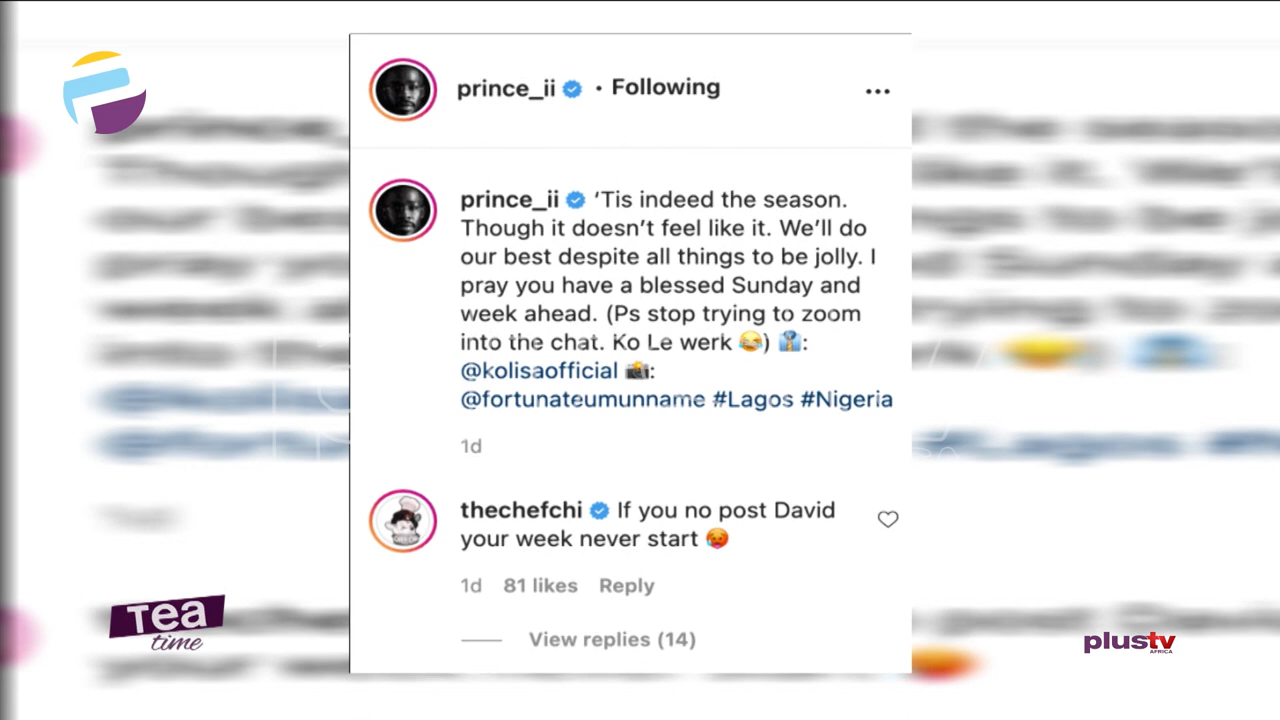 prince_ii • Following
prince_ii ‘Tis indeed the season.
Though it doesn’t feel like it. We’ll do
our best despite all things to be jolly. I
pray you have a blessed Sunday and
week ahead. (Ps stop trying to zoom
into the chat. Ko Le werk 😂) 👔:
@kolisaofficial 📸:
@fortunateumunname #Lagos #Nigeria
1d
thechefchi If you no post David
your week never start 🥵
1d 81 likes Reply
View replies (14)
Tea
time
plustv
AFRICA